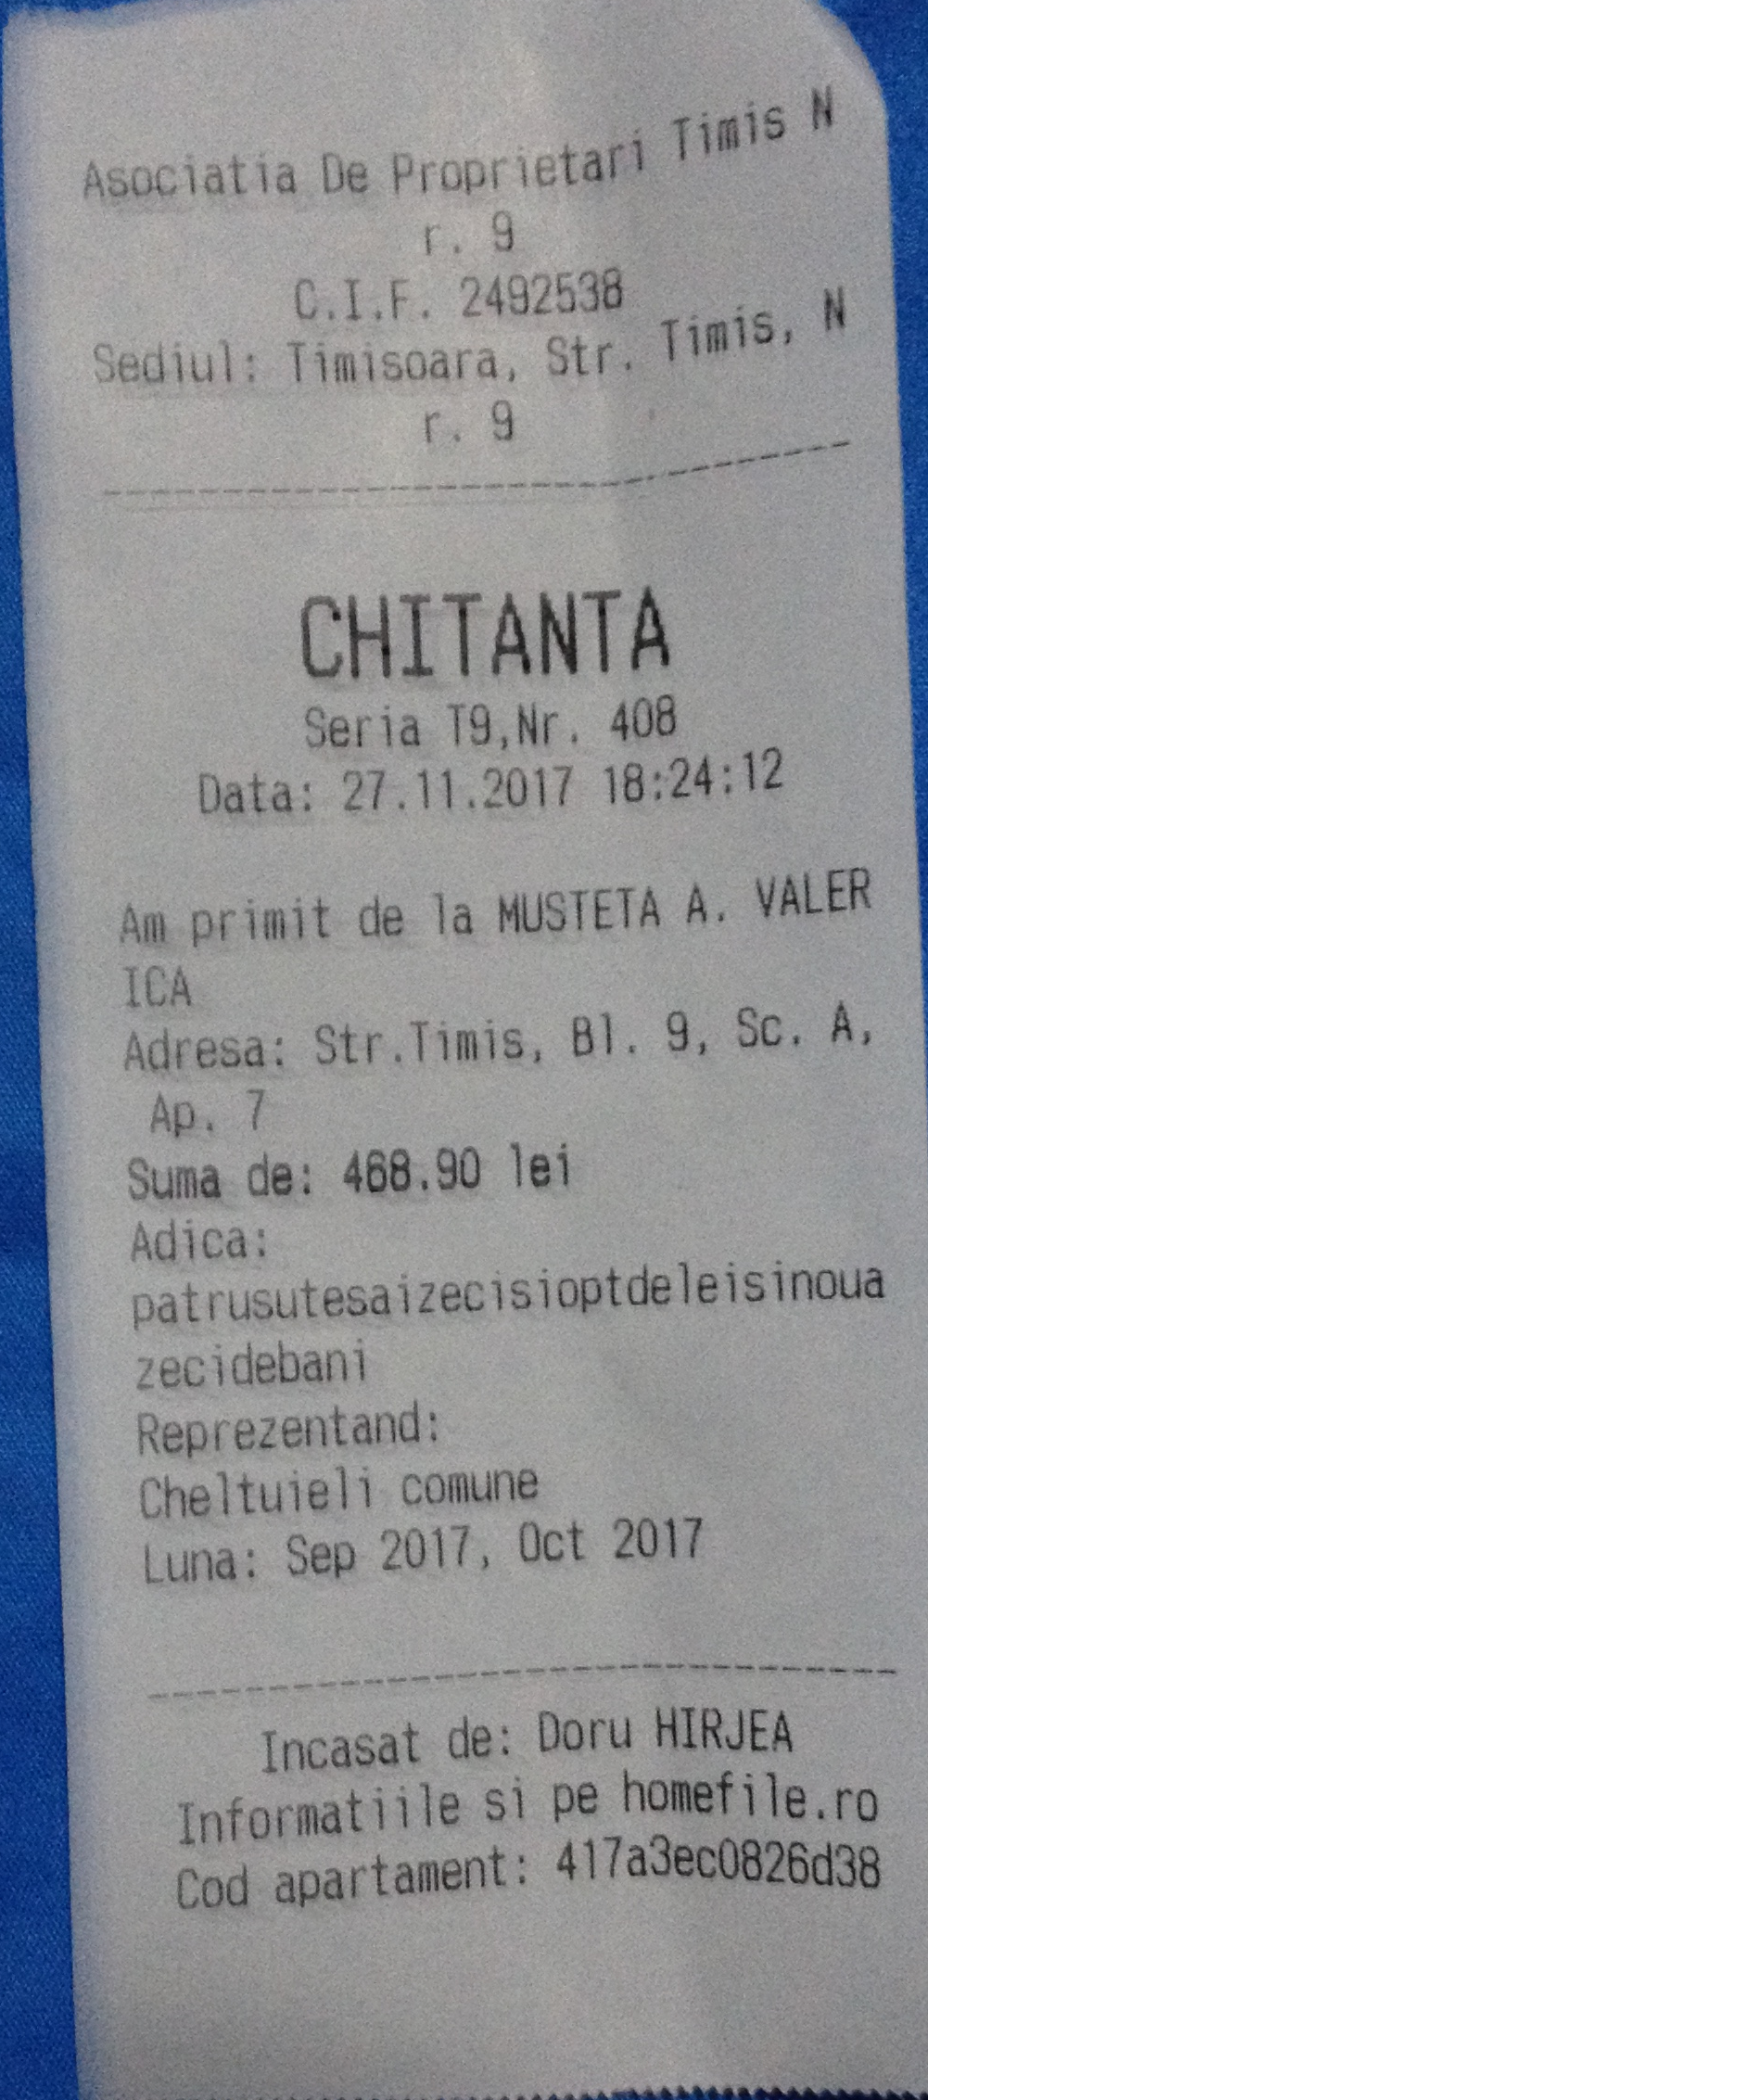 Asociatia De Proprietari Timis N
r. 9
C.I.F. 2492538
Sediul: Timisoara, Str. Timis, N
r. 9
--------------------------------
CHITANTA
Seria T9,Nr. 408
Data: 27.11.2017 18:24:12
Am primit de la MUSTETA A. VALER
ICA
Adresa: Str.Timis, Bl. 9, Sc. A,
Ap. 7
Suma de: 468.90 lei
Adica:
patrusutesaizecisioptdeleisinoua
zecidebani
Reprezentand:
Cheltuieli comune
Luna: Sep 2017, Oct 2017
--------------------------------
Incasat de: Doru HIRJEA
Informatiile si pe homefile.ro
Cod apartament: 417a3ec0826d38